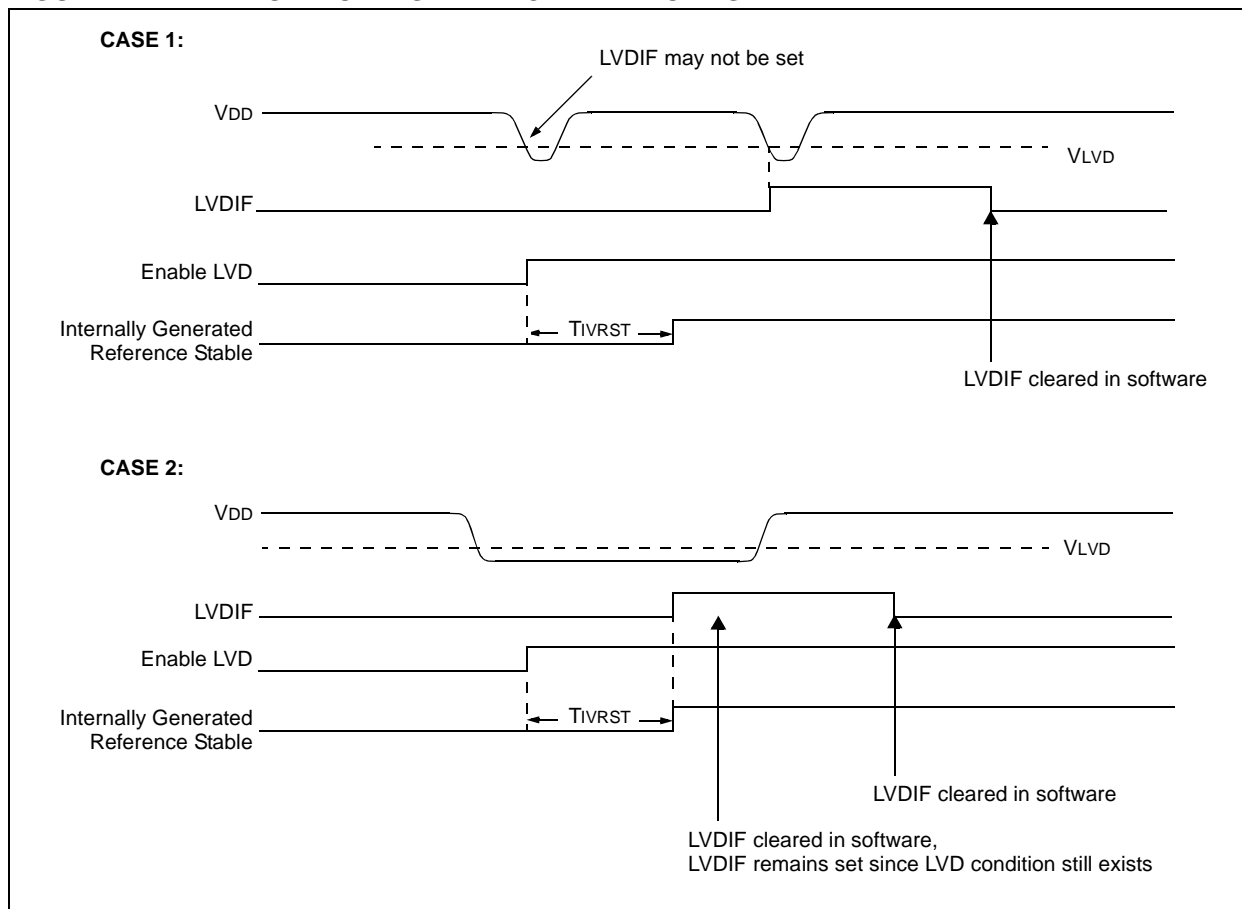 CASE 1:
LVDIF may not be set
VDD
VLVD
LVDIF
Enable LVD
TIVRST
Internally Generated
Reference Stable
LVDIF cleared in software
CASE 2:
VDD
VLVD
LVDIF
Enable LVD
TIVRST
Internally Generated
Reference Stable
LVDIF cleared in software
LVDIF cleared in software,
LVDIF remains set since LVD condition still exists